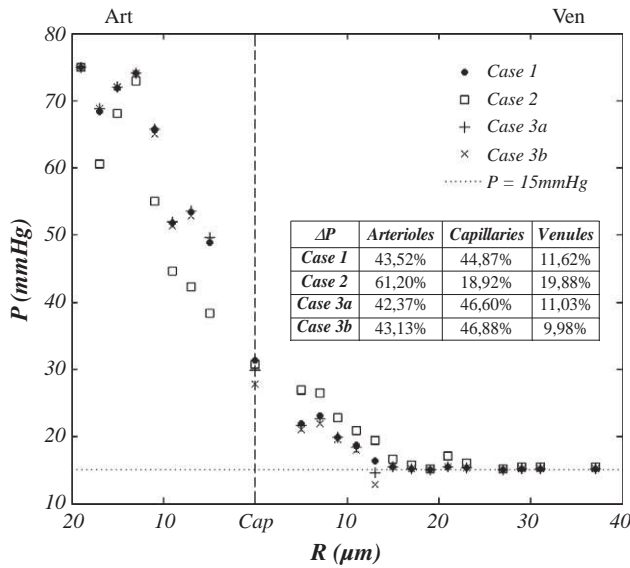 Art Ven
80
70
60
50
40
30
20
10
P (mmHg)
Case 1
Case 2
Case 3a
Case 3b
P = 15mmHg
ΔP Arterioles Capillaries Venules
Case 1 43,52% 44,87% 11,62%
Case 2 61,20% 18,92% 19,88%
Case 3a 42,37% 46,60% 11,03%
Case 3b 43,13% 46,88% 9,98%
20 10 Cap 10 20 30 40
R (μm)